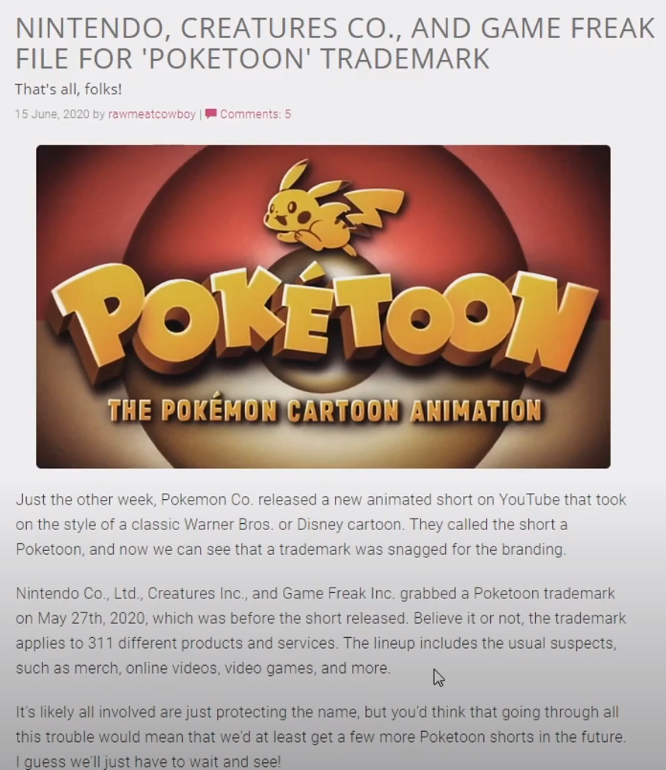 NINTENDO, CREATURES CO., AND GAME FREAK
FILE FOR 'POKETOON' TRADEMARK
That's all, folks!
15 June, 2020 by rawmeatcowboy | Comments: 5
POKÉTOON
THE POKÉMON CARTOON ANIMATION
Just the other week, Pokemon Co. released a new animated short on YouTube that took
on the style of a classic Warner Bros. or Disney cartoon. They called the short a
Poketoon, and now we can see that a trademark was snagged for the branding.
Nintendo Co., Ltd., Creatures Inc., and Game Freak Inc. grabbed a Poketoon trademark
on May 27th, 2020, which was before the short released. Believe it or not, the trademark
applies to 311 different products and services. The lineup includes the usual suspects,
such as merch, online videos, video games, and more.
It's likely all involved are just protecting the name, but you'd think that going through all
this trouble would mean that we'd at least get a few more Poketoon shorts in the future.
I guess we'll just have to wait and see!